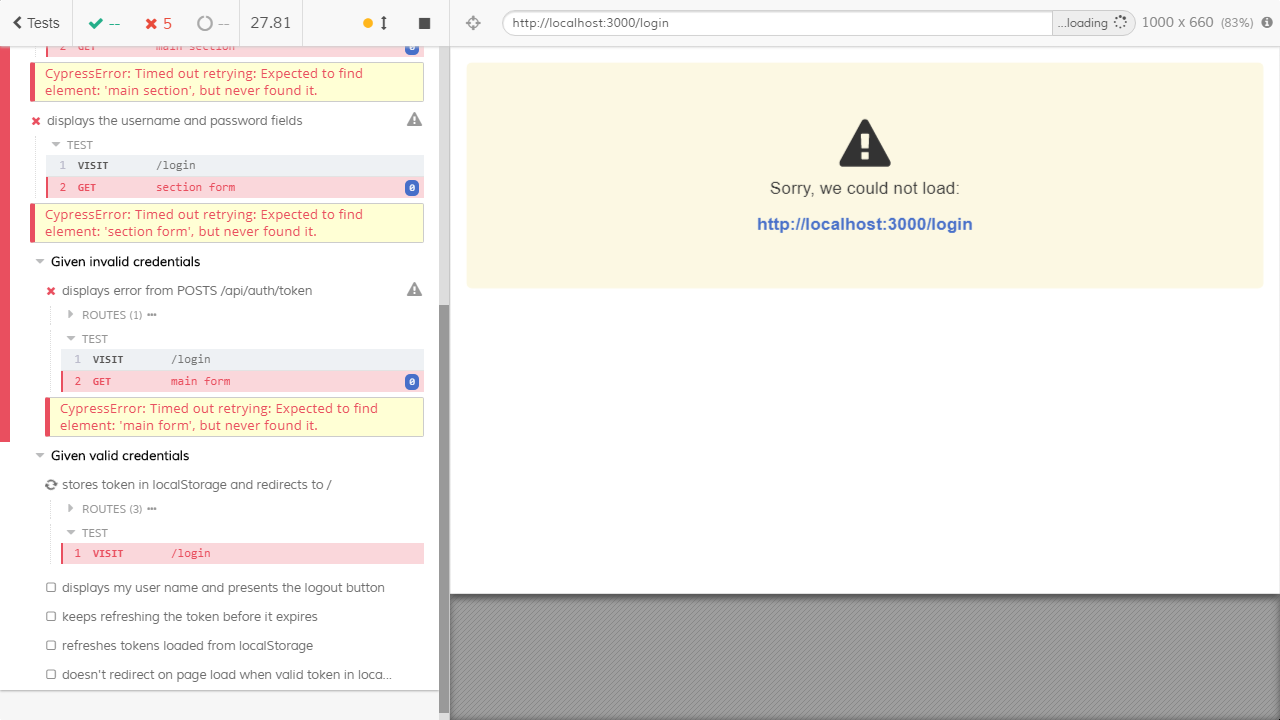 Tests
--
5
--
27.81
http://localhost:3000/login
...loading
1000 x 660 (83%)
2 GET main section 0
CypressError: Timed out retrying: Expected to find
element: 'main section', but never found it.
displays the username and password fields
TEST
1 VISIT /login
2 GET section form 0
CypressError: Timed out retrying: Expected to find
element: 'section form', but never found it.
Given invalid credentials
displays error from POSTS /api/auth/token
ROUTES (1) •••
TEST
1 VISIT /login
2 GET main form 0
CypressError: Timed out retrying: Expected to find
element: 'main form', but never found it.
Given valid credentials
stores token in localStorage and redirects to /
ROUTES (3) •••
TEST
1 VISIT /login
displays my user name and presents the logout button
keeps refreshing the token before it expires
refreshes tokens loaded from localStorage
doesn't redirect on page load when valid token in loca...
Sorry, we could not load:
http://localhost:3000/login